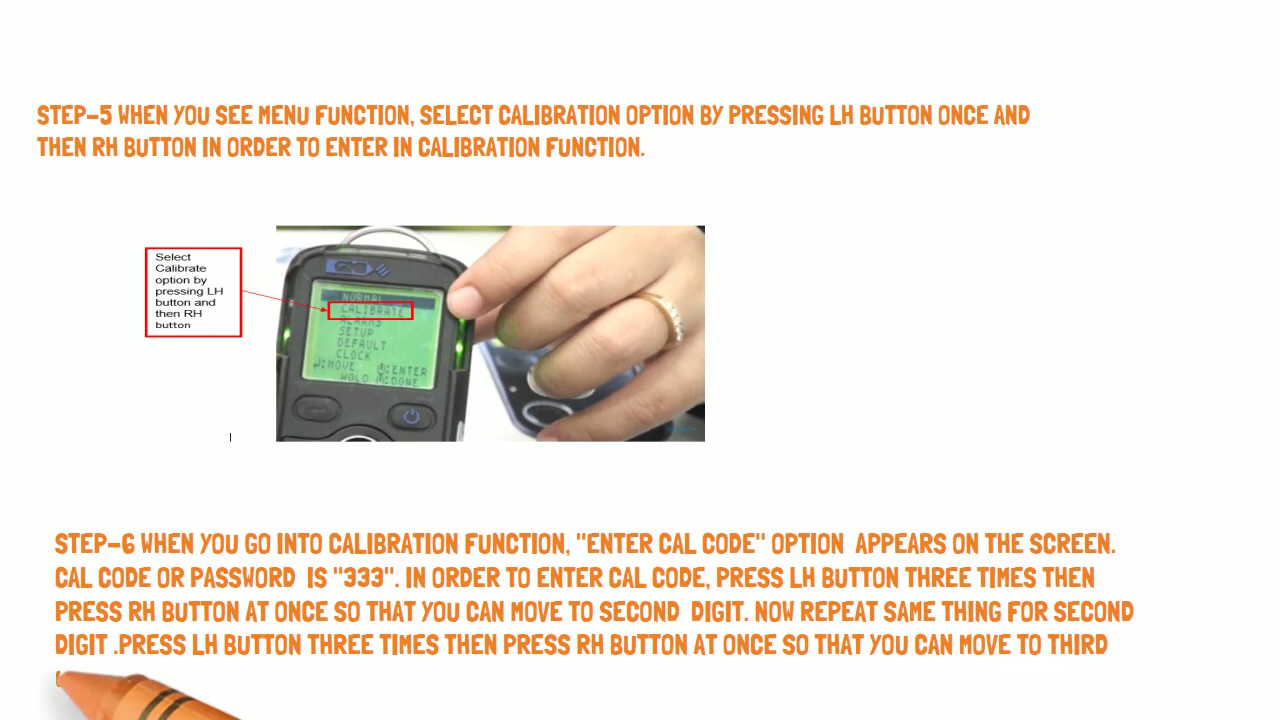 STEP-5 WHEN YOU SEE MENU FUNCTION, SELECT CALIBRATION OPTION BY PRESSING LH BUTTON ONCE AND
THEN RH BUTTON IN ORDER TO ENTER IN CALIBRATION FUNCTION.
Select
Calibrate
option by
pressing LH
button and
then RH
button
GMI
NORMAL
CALIBRATE
ALARMS
SETUP
DEFAULT
CLOCK
:MOVE :ENTER
HOLD :DONE
STEP-6 WHEN YOU GO INTO CALIBRATION FUNCTION, "ENTER CAL CODE" OPTION APPEARS ON THE SCREEN.
CAL CODE OR PASSWORD IS "333". IN ORDER TO ENTER CAL CODE, PRESS LH BUTTON THREE TIMES THEN
PRESS RH BUTTON AT ONCE SO THAT YOU CAN MOVE TO SECOND DIGIT. NOW REPEAT SAME THING FOR SECOND
DIGIT .PRESS LH BUTTON THREE TIMES THEN PRESS RH BUTTON AT ONCE SO THAT YOU CAN MOVE TO THIRD